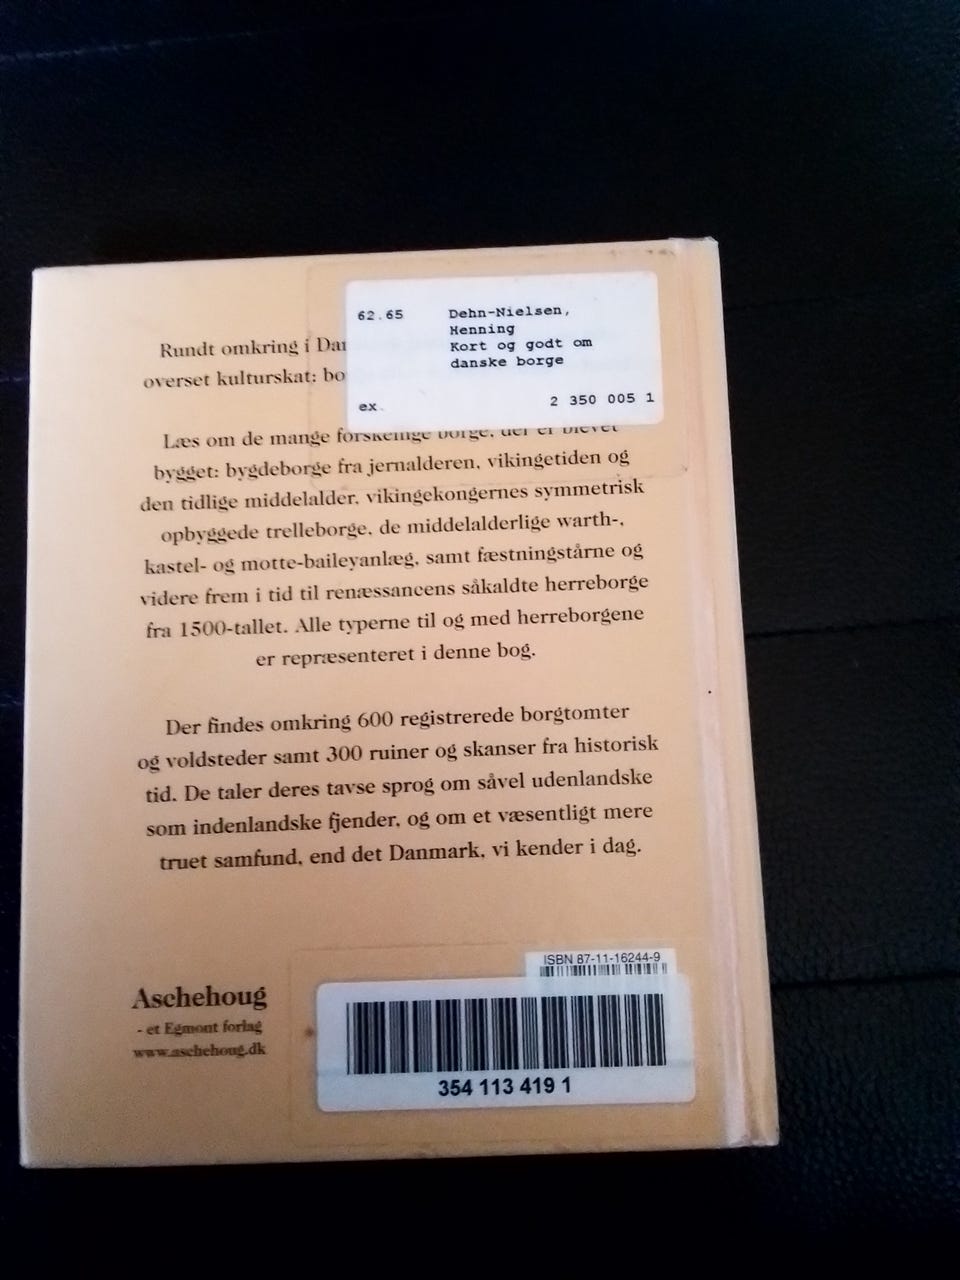 62.65 Dehn-Nielsen,
Henning
Kort og godt om
danske borge
ex. 2 350 005 1
Rundt omkring i
overset kulturskat:
Læs om de mange forskellige borge, der er blevet
bygget: bygdeborge fra jernalderen, vikingetiden og
den tidlige middelalder, vikingekongernes symmetrisk
opbyggede trelleborge, de middelalderlige warth-,
kastel- og motte-baileyanlæg, samt fæstningstårne og
videre frem i tid til renæssancens såkaldte herreborge
fra 1500-tallet. Alle typerne til og med herreborgene
er repræsenteret i denne bog.
Der findes omkring 600 registrerede borgtomter
og voldsteder samt 300 ruiner og skanser fra historisk
tid. De taler deres tavse sprog om såvel udenlandske
som indenlandske fjender, og om et væsentligt mere
truet samfund, end det Danmark, vi kender i dag.
Aschehoug
- et Egmont forlag
www.aschehoug.dk
ISBN 87-11-16244-9
354 113 419 1